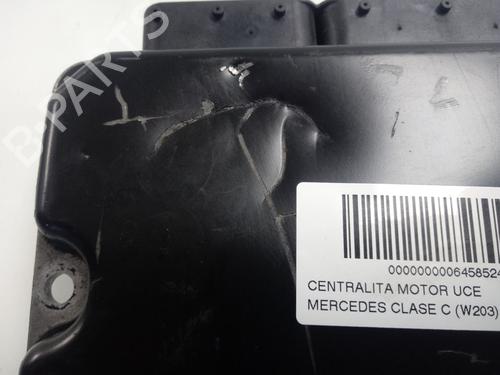 B-PARTS
0000000006458524
CENTRALITA MOTOR UCE
MERCEDES CLASE C (W203)